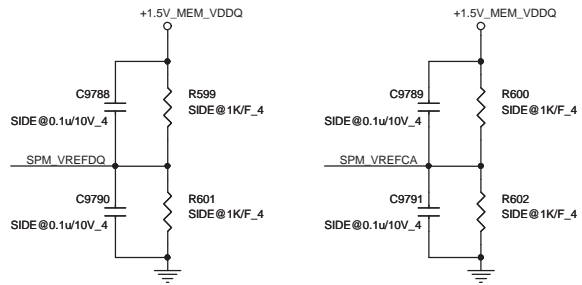 +1.5V_MEM_VDDQ
C9788
SIDE@0.1u/10V_4
R599
SIDE@1K/F_4
SPM_VREFDQ
C9790
SIDE@0.1u/10V_4
R601
SIDE@1K/F_4
+1.5V_MEM_VDDQ
C9789
SIDE@0.1u/10V_4
R600
SIDE@1K/F_4
SPM_VREFCA
C9791
SIDE@0.1u/10V_4
R602
SIDE@1K/F_4